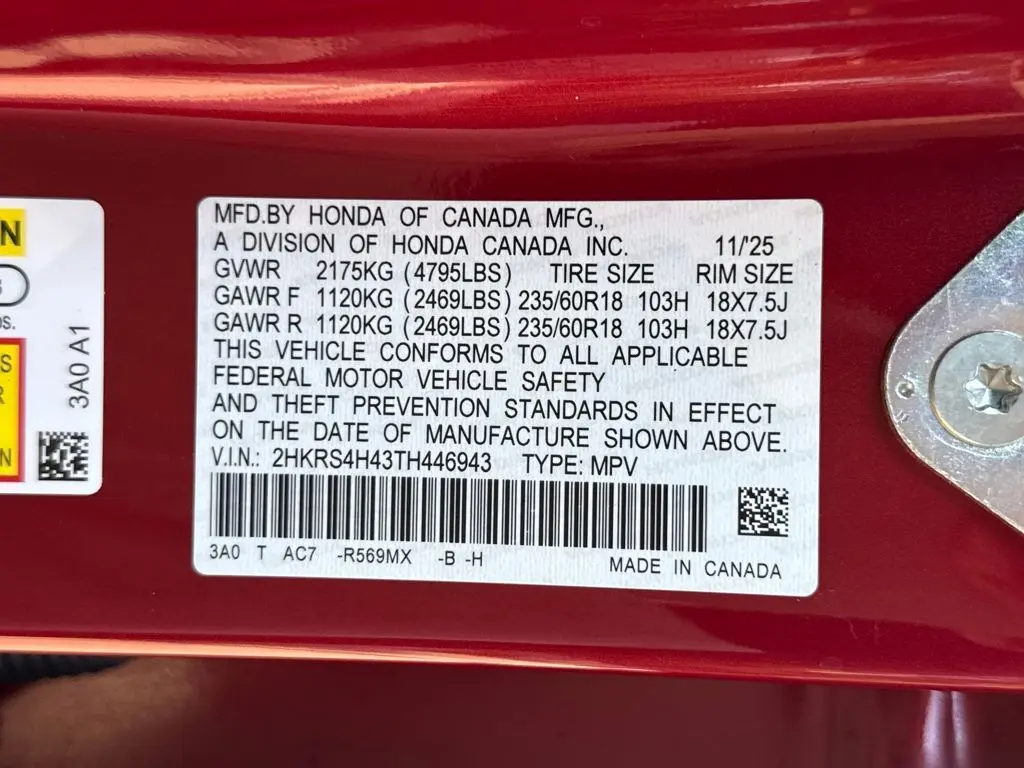 MFD.BY HONDA OF CANADA MFG.,
A DIVISION OF HONDA CANADA INC. 11/'25
GVWR 2175KG (4795LBS) TIRE SIZE RIM SIZE
GAWR F 1120KG (2469LBS) 235/60R18 103H 18X7.5J
GAWR R 1120KG (2469LBS) 235/60R18 103H 18X7.5J
THIS VEHICLE CONFORMS TO ALL APPLICABLE
FEDERAL MOTOR VEHICLE SAFETY
AND THEFT PREVENTION STANDARDS IN EFFECT
ON THE DATE OF MANUFACTURE SHOWN ABOVE.
V.I.N.: 2HKRS4H43TH446943 TYPE: MPV
3A0 T AC7 -R569MX -B -H MADE IN CANADA
3A0 A1